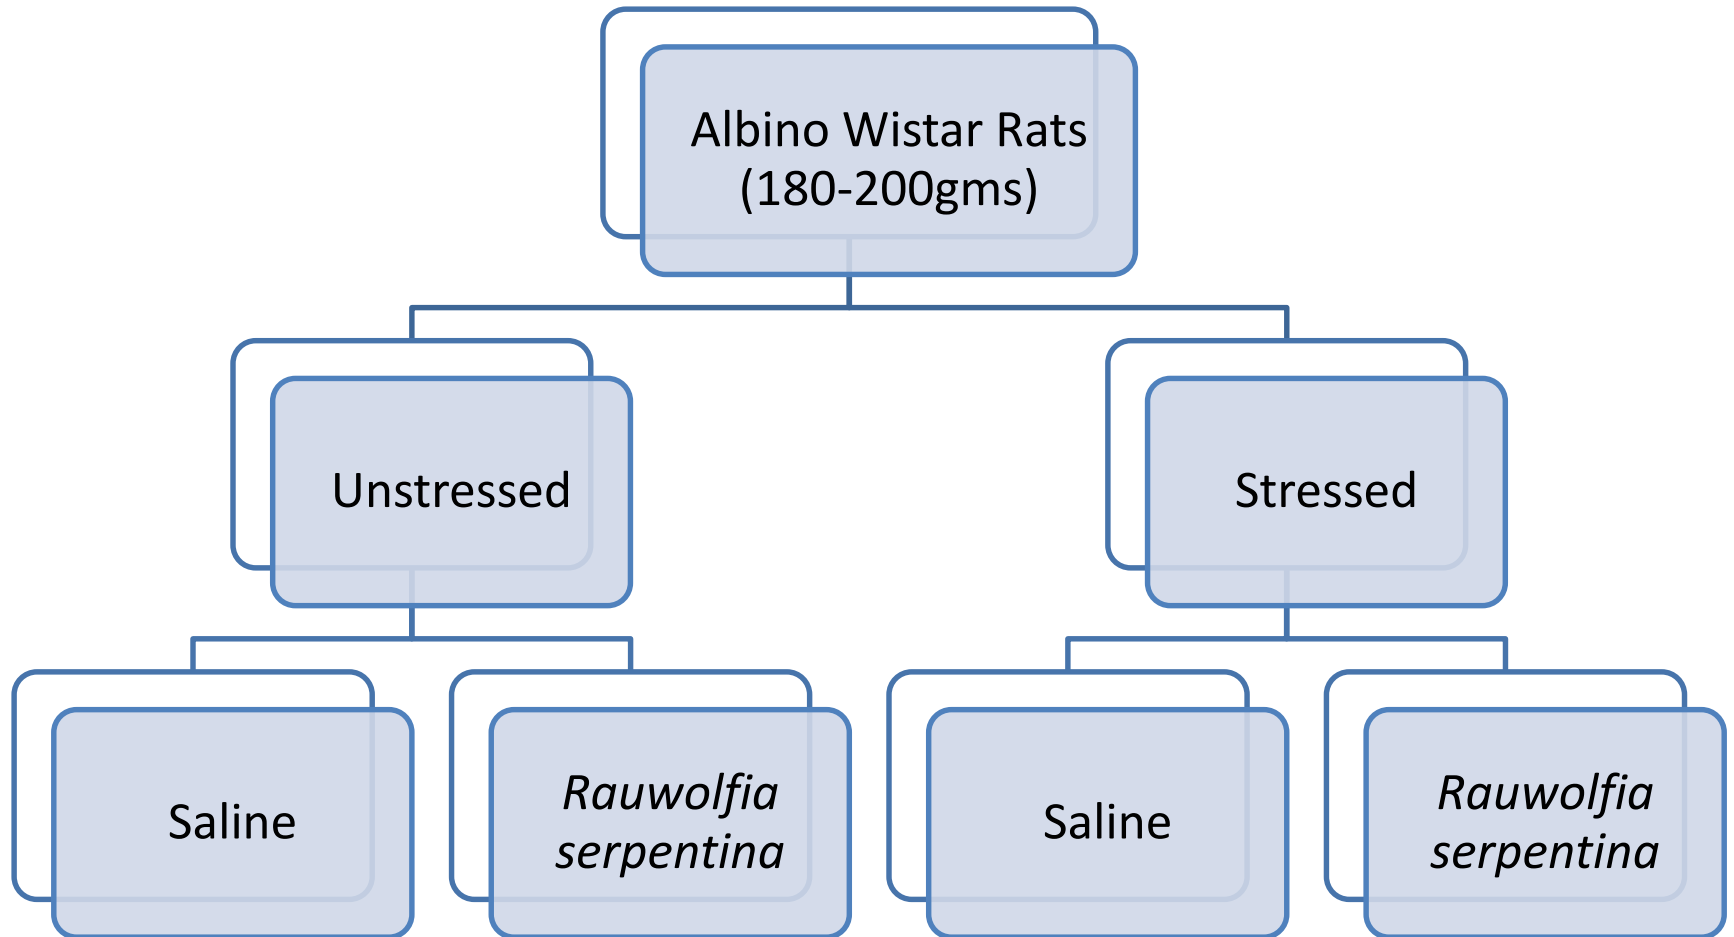 Albino Wistar Rats
(180-200gms)
Unstressed
Stressed
Saline
Rauwolfia
serpentina
Saline
Rauwolfia
serpentina